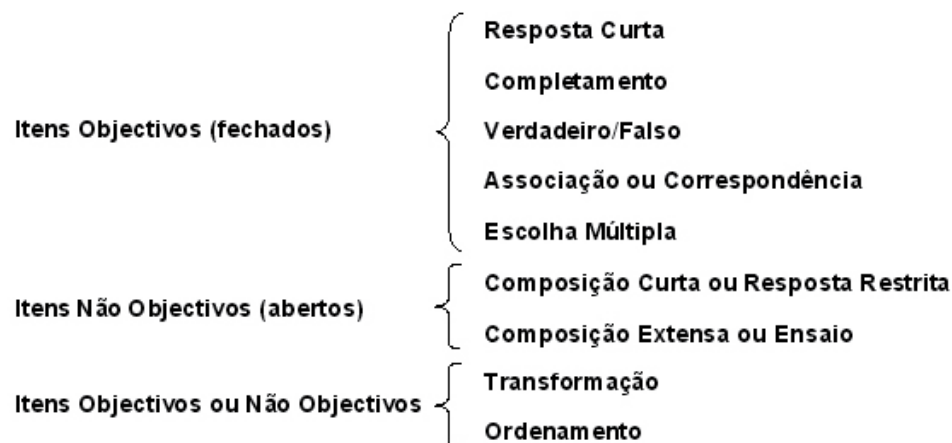 Itens Objectivos (fechados)
Resposta Curta
Completamento
Verdadeiro/Falso
Associação ou Correspondência
Escolha Múltipla
Itens Não Objectivos (abertos)
Composição Curta ou Resposta Restrita
Composição Extensa ou Ensaio
Itens Objectivos ou Não Objectivos
Transformação
Ordenamento